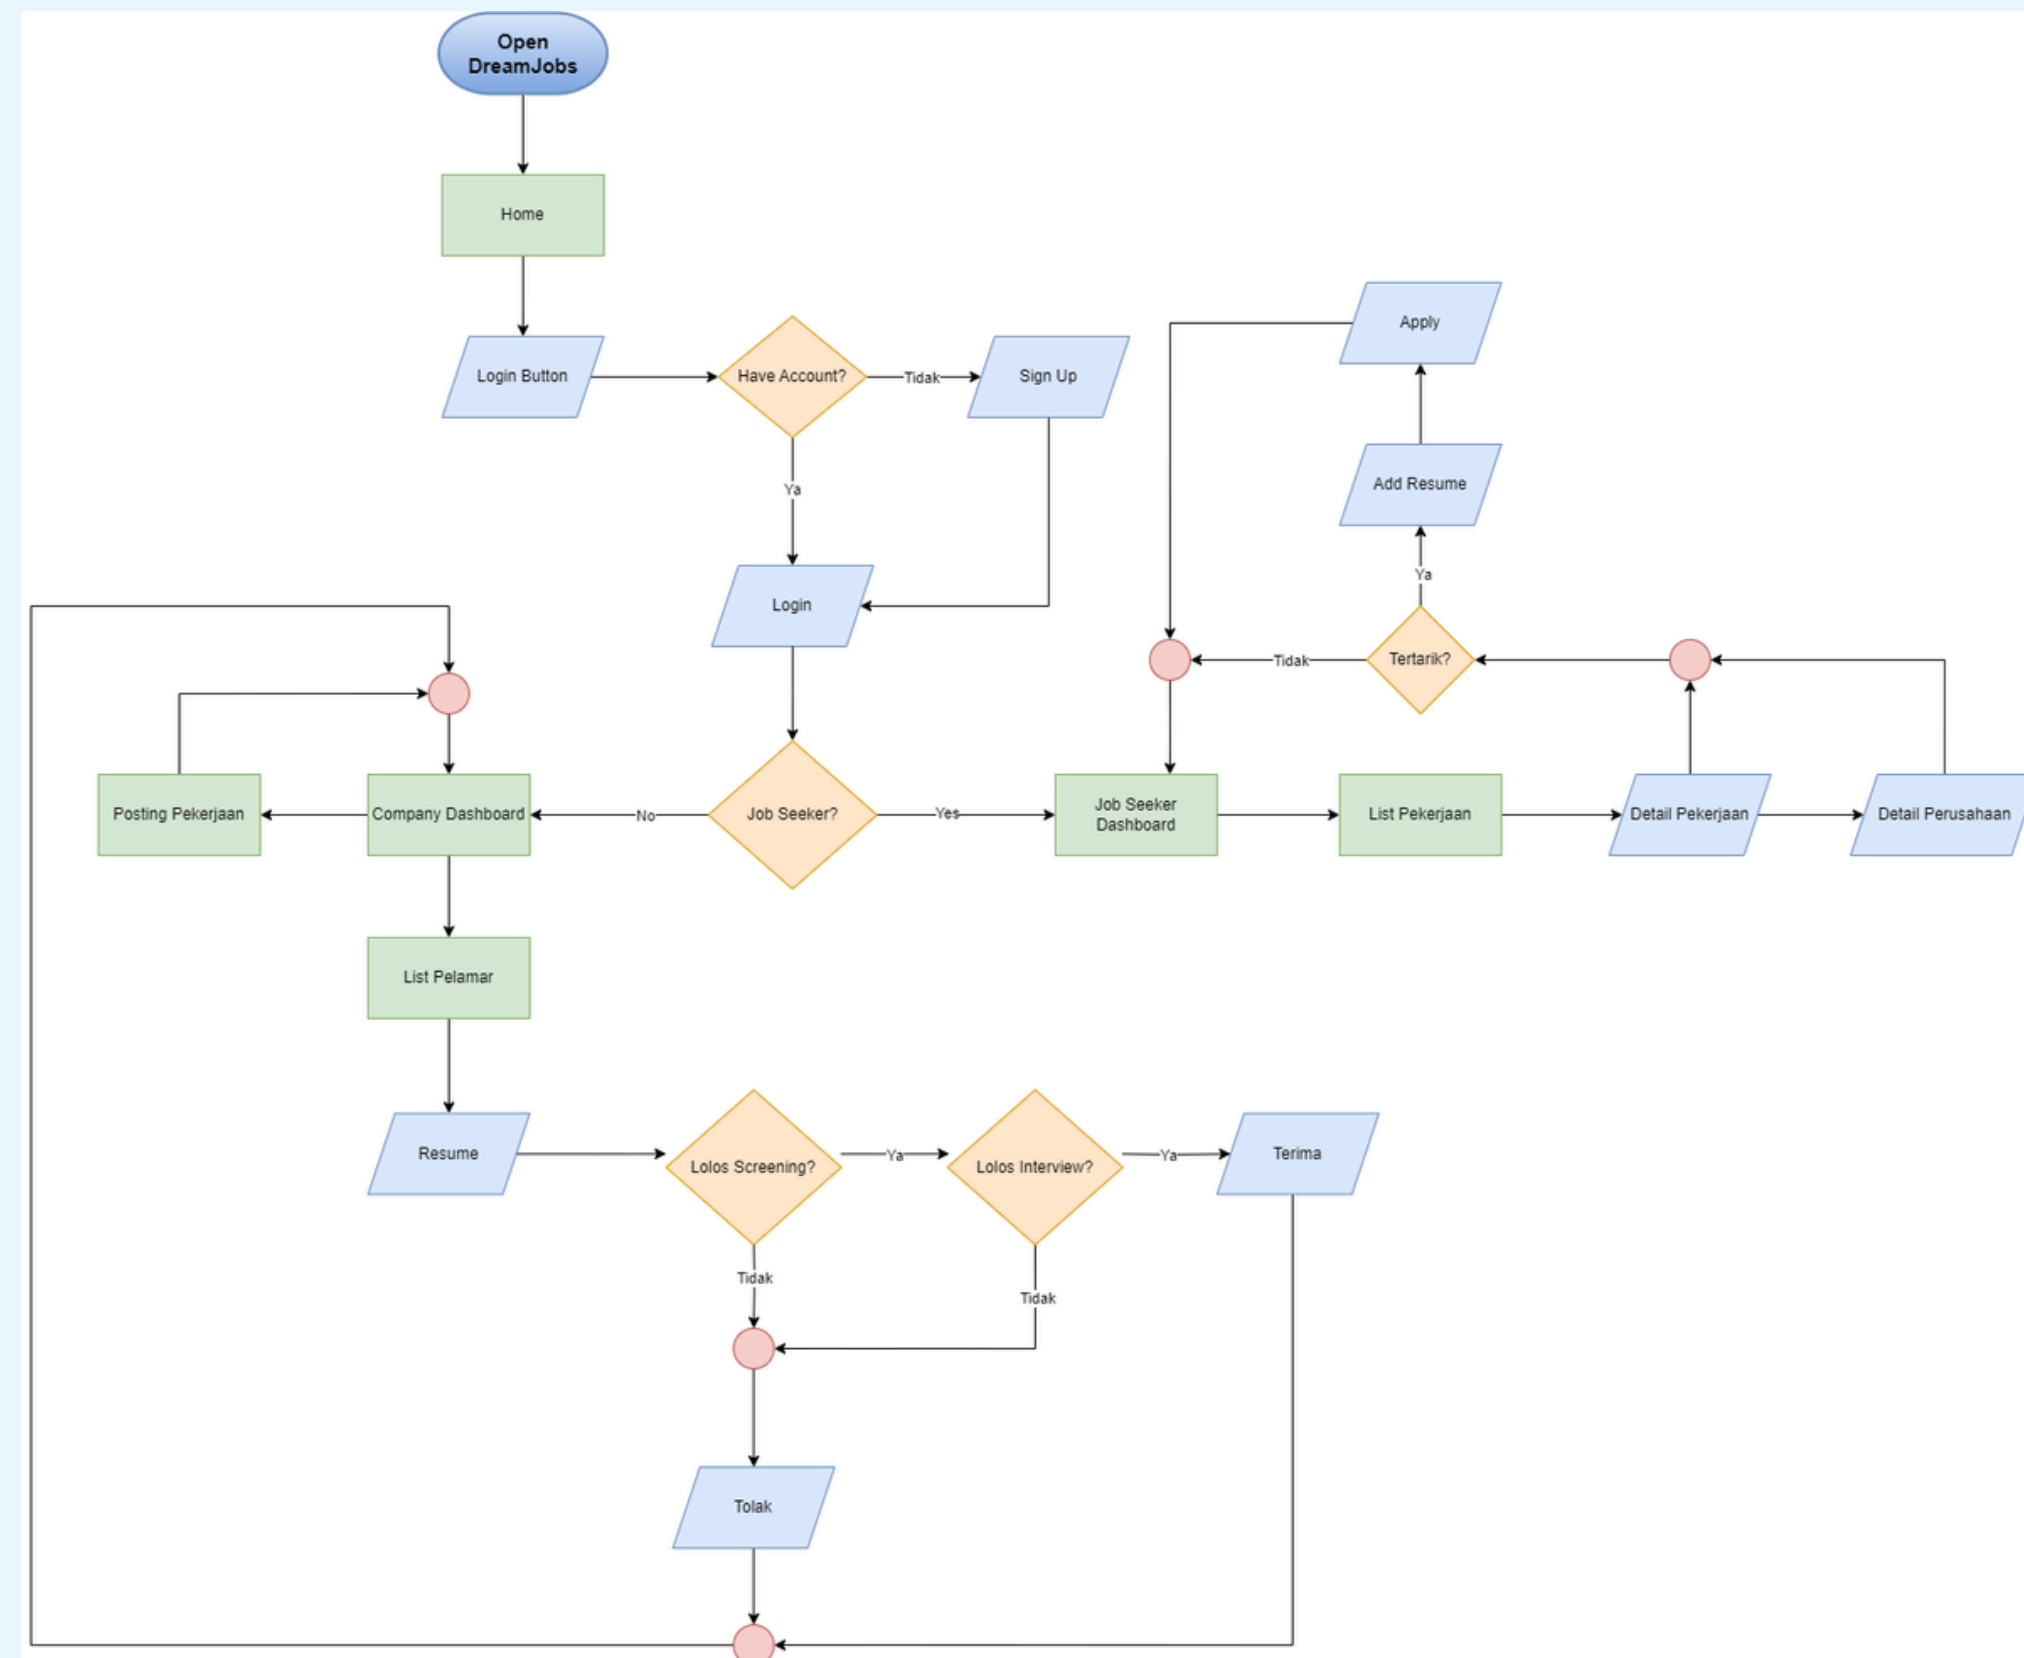 Open
DreamJobs
Home
Apply
Login Button
Have Account?
Tidak
Sign Up
Add Resume
Ya
Ya
Login
Tidak
Tertarik?
Posting Pekerjaan
Company Dashboard
No
Job Seeker?
Yes
Job Seeker
Dashboard
List Pekerjaan
Detail Pekerjaan
Detail Perusahaan
List Pelamar
Resume
Lolos Screening?
Ya
Lolos Interview?
Ya
Terima
Tidak
Tidak
Tolak